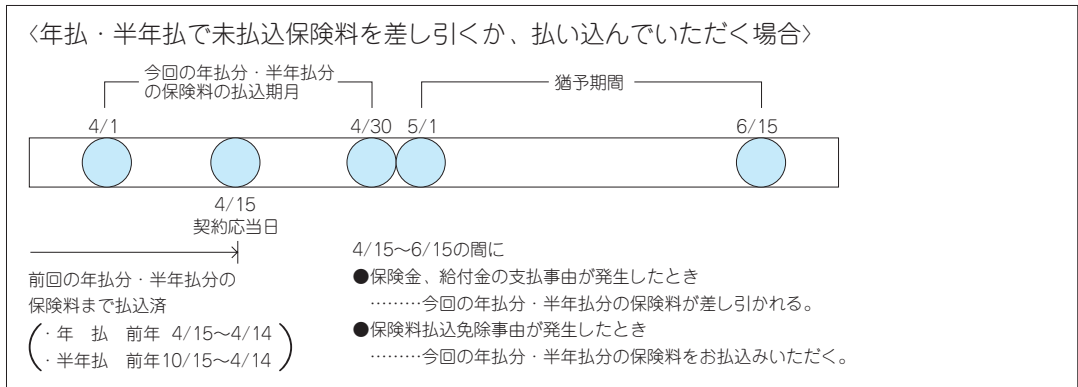 〈年払・半年払で未払込保険料を差し引くか、払い込んでいただく場合〉
今回の年払分・半年払分
の保険料の払込期月
猶予期間
4/1
4/30
5/1
6/15
4/15
契約応当日
前回の年払分・半年払分の
保険料まで払込済
(・年　払　前年 4/15〜4/14
・半年払　前年10/15〜4/14)
4/15〜6/15の間に
●保険金、給付金の支払事由が発生したとき
………今回の年払分・半年払分の保険料が差し引かれる。
●保険料払込免除事由が発生したとき
………今回の年払分・半年払分の保険料をお払込みいただく。